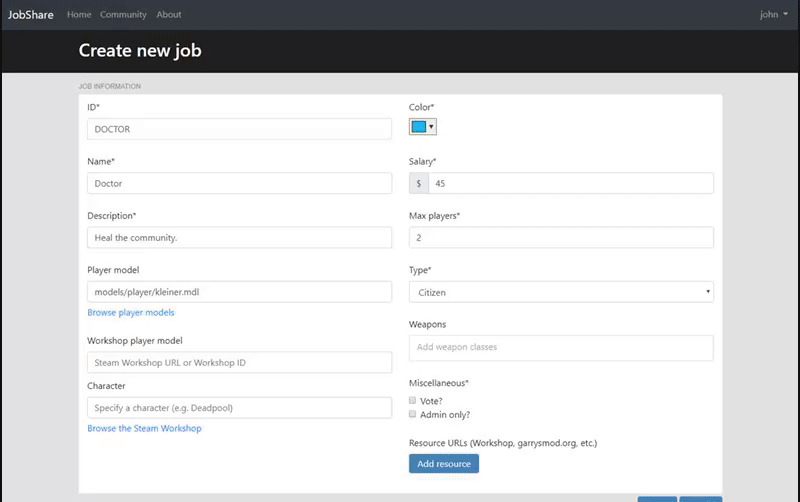 JobShare Home Community About john
Create new job
JOB INFORMATION
ID*
DOCTOR
Name*
Doctor
Description*
Heal the community.
Player model
models/player/kleiner.mdl
Browse player models
Workshop player model
Steam Workshop URL or Workshop ID
Character
Specify a character (e.g. Deadpool)
Browse the Steam Workshop
Color*
Salary*
$ 45
Max players*
2
Type*
Citizen
Weapons
Add weapon classes
Miscellaneous*
Vote?
Admin only?
Resource URLs (Workshop, garrysmod.org, etc.)
Add resource